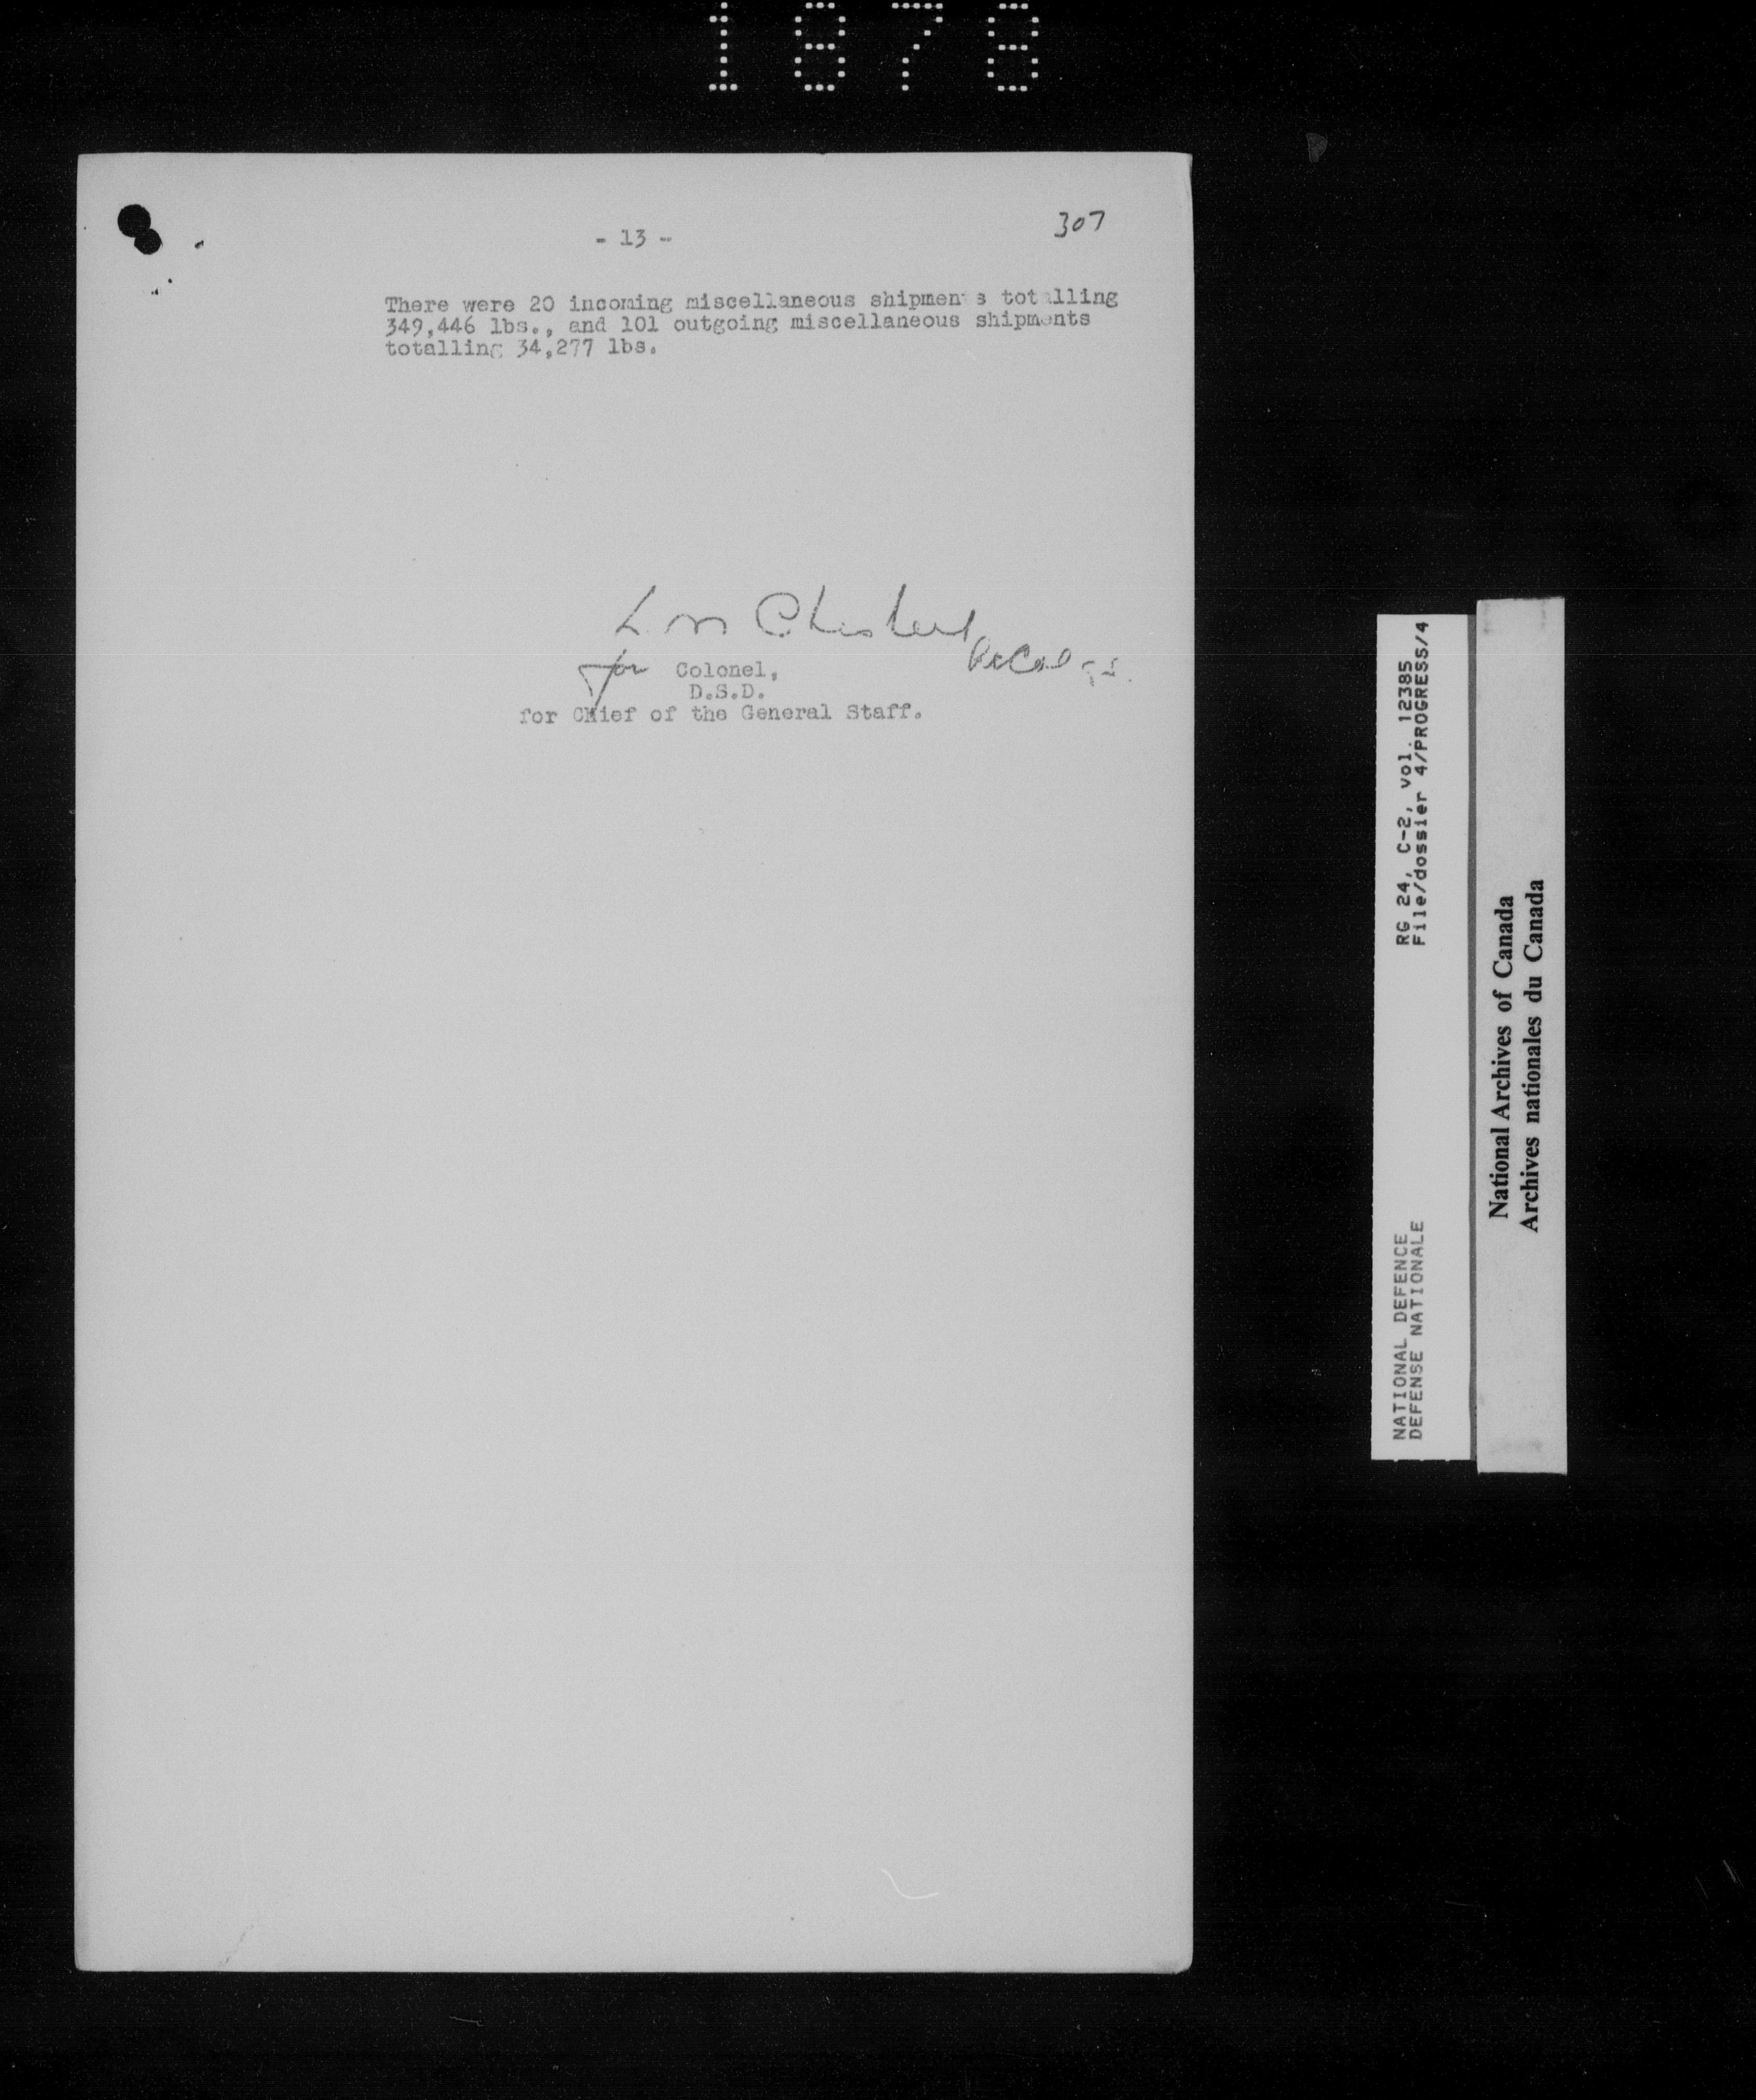 1878
307
- 13 -
There were 20 incoming miscellaneous shipments totalling
349,446 lbs., and 101 outgoing miscellaneous shipments
totalling 34,277 lbs.
L M Chesley
for Colonel,
D.S.D.
for Chief of the General Staff.
RG 24, C-2, vol. 12385
File/dossier 4/PROGRESS/4
NATIONAL DEFENCE
DEFENSE NATIONALE
National Archives of Canada
Archives nationales du Canada